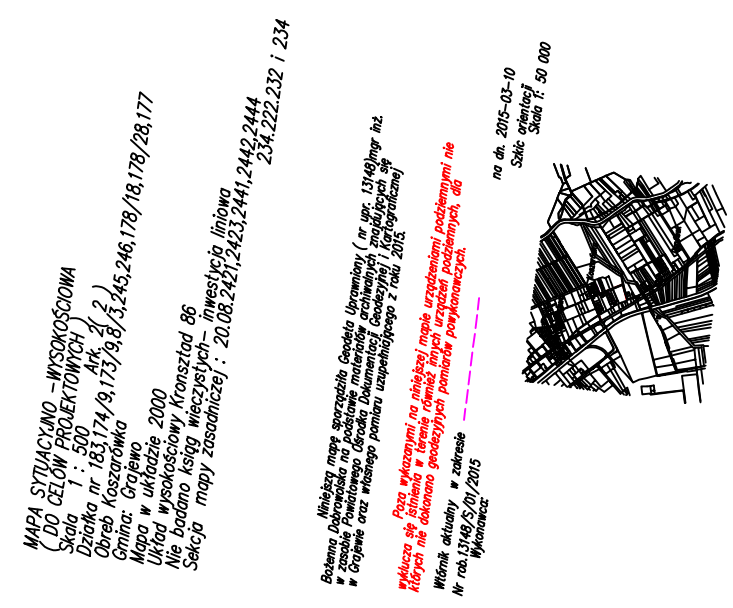 MAPA SYTUACYJNO - WYSOKOŚCIOWA
( DO CELÓW PROJEKTOWYCH )
Skala 1 : 500 Ark. 2( 2 )
Działka nr 183,174/9,173/9,8/3,245,246,178/18,178/28,177
Obreb Koszarówka
Gmina: Grajewo
Mapa w układzie 2000
Układ wysokościowy Kronsztad 86
Nie badano ksiąg wieczystych- inwestycja liniowa
Sekcja mapy zasadniczej : 20.08.2421,2423,2441,2442,2444
234.222.232 i 234
Niniejszą mapę sporządziła Geodeta Uprawniony ( nr upr. 13148)mgr inż.
Bożenna Dobrowolska na podstawie materiałów archiwalnych znajdujących się
w zasobie Powiatowego Ośrodka Dokumentacji Geodezyjnej i Kartograficznej
w Grajewie oraz własnego pomiaru uzupełniającego z roku 2015.
Poza wykazanymi na niniejszej mapie urządzeniami podziemnymi nie
wyklucza się istnienia w terenie również innych urządzeń podziemnych, dla
których nie dokonano geodezyjnych pomiarów powykonawczych.
Wtórnik aktualny w zakresie
Nr rob.13148/S/01/2015
Wykonawca:
na dn. 2015-03-10
Szkic orientacji
Skala 1: 50 000